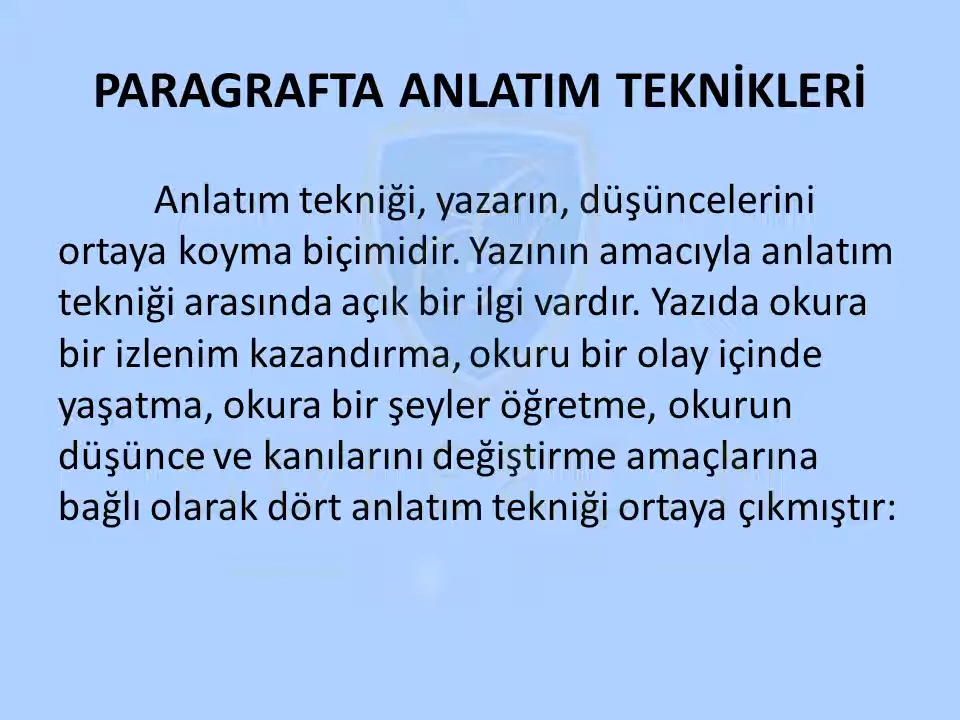 PARAGRAFTA ANLATIM TEKNİKLERİ
Anlatım tekniği, yazarın, düşüncelerini
ortaya koyma biçimidir. Yazının amacıyla anlatım
tekniği arasında açık bir ilgi vardır. Yazıda okura
bir izlenim kazandırma, okuru bir olay içinde
yaşatma, okura bir şeyler öğretme, okurun
düşünce ve kanılarını değiştirme amaçlarına
bağlı olarak dört anlatım tekniği ortaya çıkmıştır: